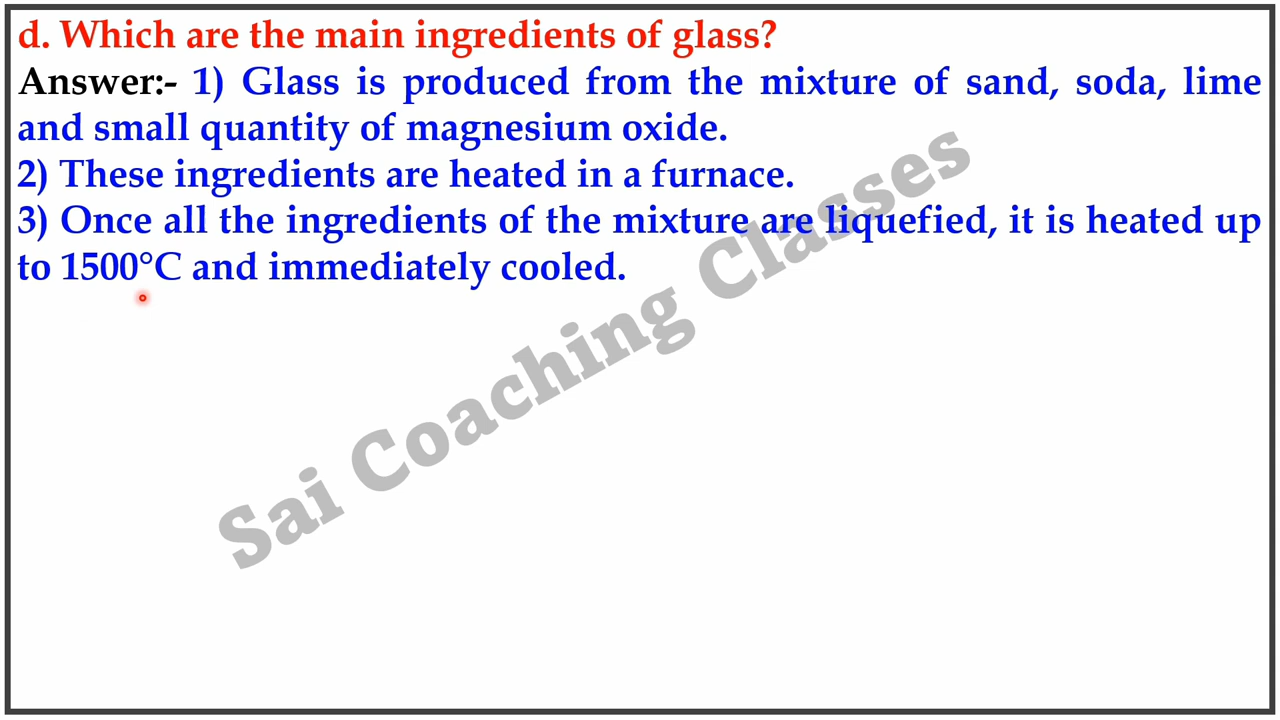 d. Which are the main ingredients of glass?
Answer:- 1) Glass is produced from the mixture of sand, soda, lime
and small quantity of magnesium oxide.
2) These ingredients are heated in a furnace.
3) Once all the ingredients of the mixture are liquefied, it is heated up
to 1500°C and immediately cooled.
Sai Coaching Classes